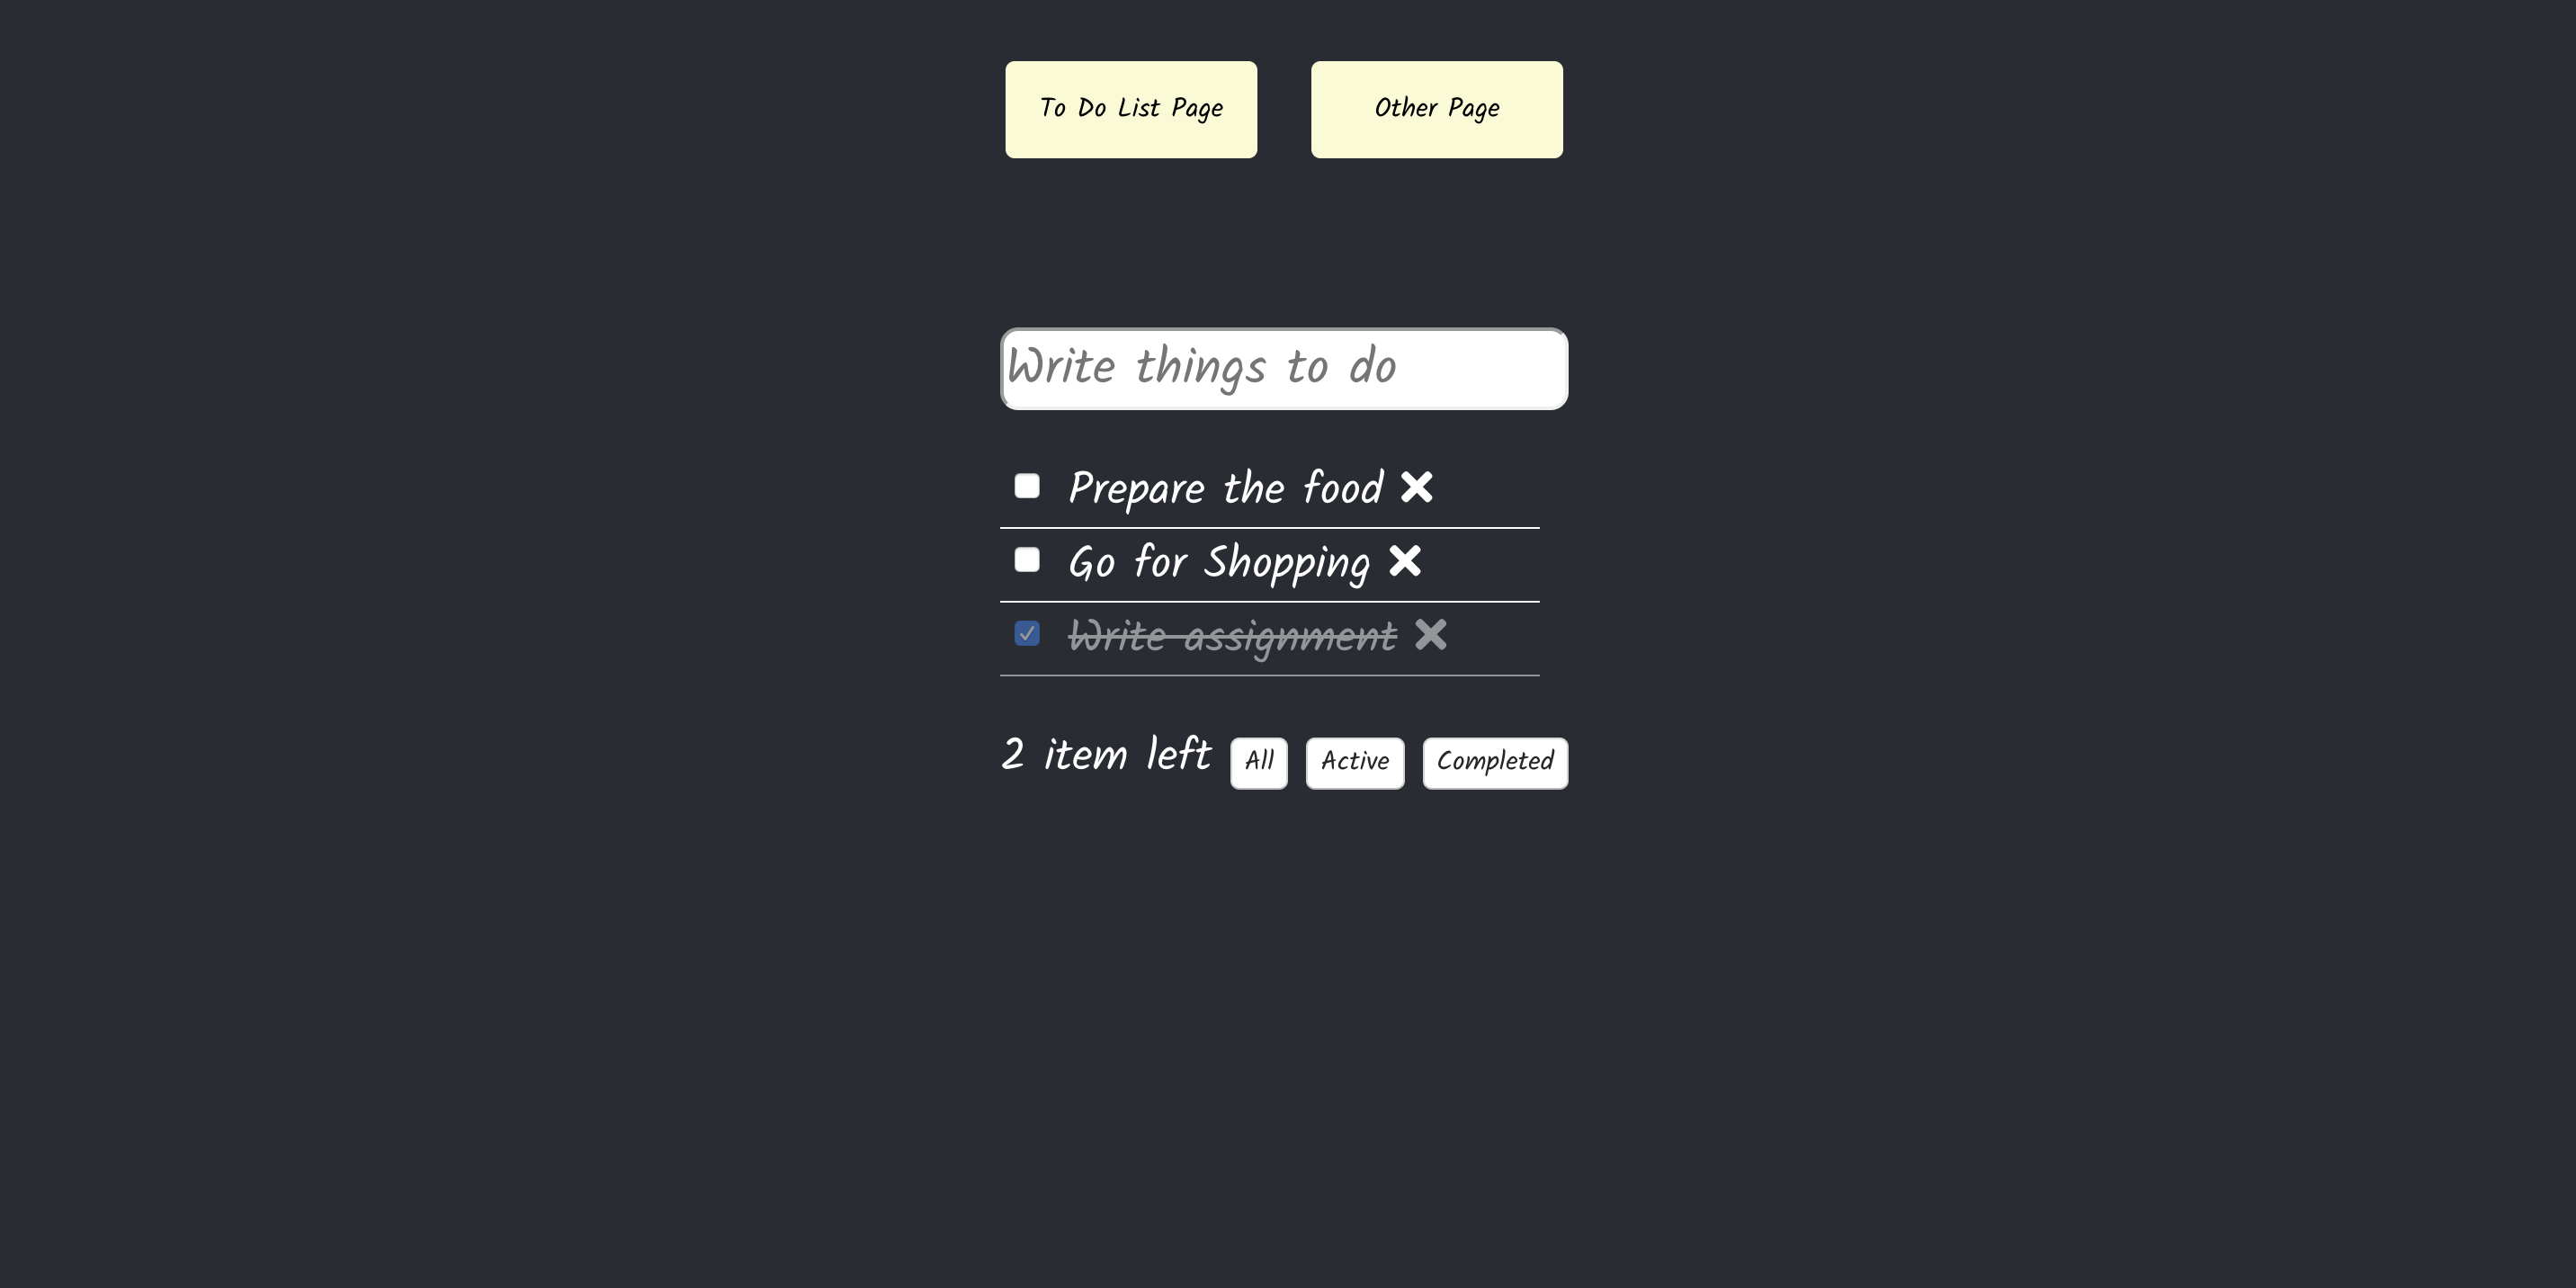 To Do List Page Other Page
Write things to do
Prepare the food
Go for Shopping
Write assignment
2 item left All Active Completed